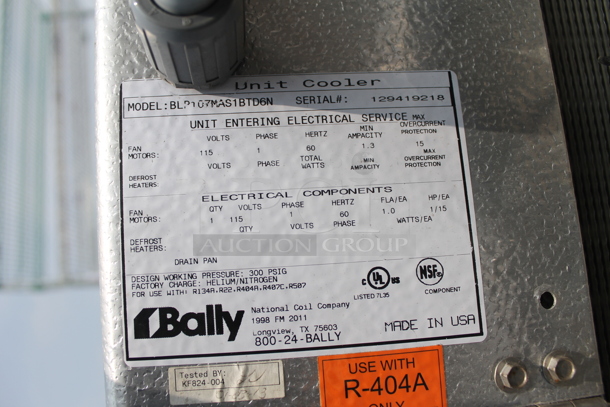 Unit Cooler
MODEL:BLP107MAS1BTD6N SERIAL#: 129419218
UNIT ENTERING ELECTRICAL SERVICE
VOLTS PHASE HERTZ MIN AMPACITY MAX OVERCURRENT PROTECTION
FAN MOTORS: 115 1 60 1.3 15
VOLTS PHASE TOTAL WATTS MIN AMPACITY MAX OVERCURRENT PROTECTION
DEFROST HEATERS:
ELECTRICAL COMPONENTS
QTY VOLTS PHASE HERTZ FLA/EA HP/EA
FAN MOTORS: 1 115 1 60 1.0 1/15
QTY VOLTS PHASE WATTS/EA
DEFROST HEATERS:
AUCTION GROUP
DRAIN PAN
DESIGN WORKING PRESSURE: 300 PSIG
FACTORY CHARGE: HELIUM/NITROGEN
FOR USE WITH: R134A,R22,R404A,R407C,R507
C UL US
LISTED 7L35
NSF
COMPONENT
Bally
National Coil Company
1998 FM 2011
Longview, TX 75603
800-24-BALLY
MADE IN USA
Tested BY:
KF824-004
USE WITH
R-404A
ONLY